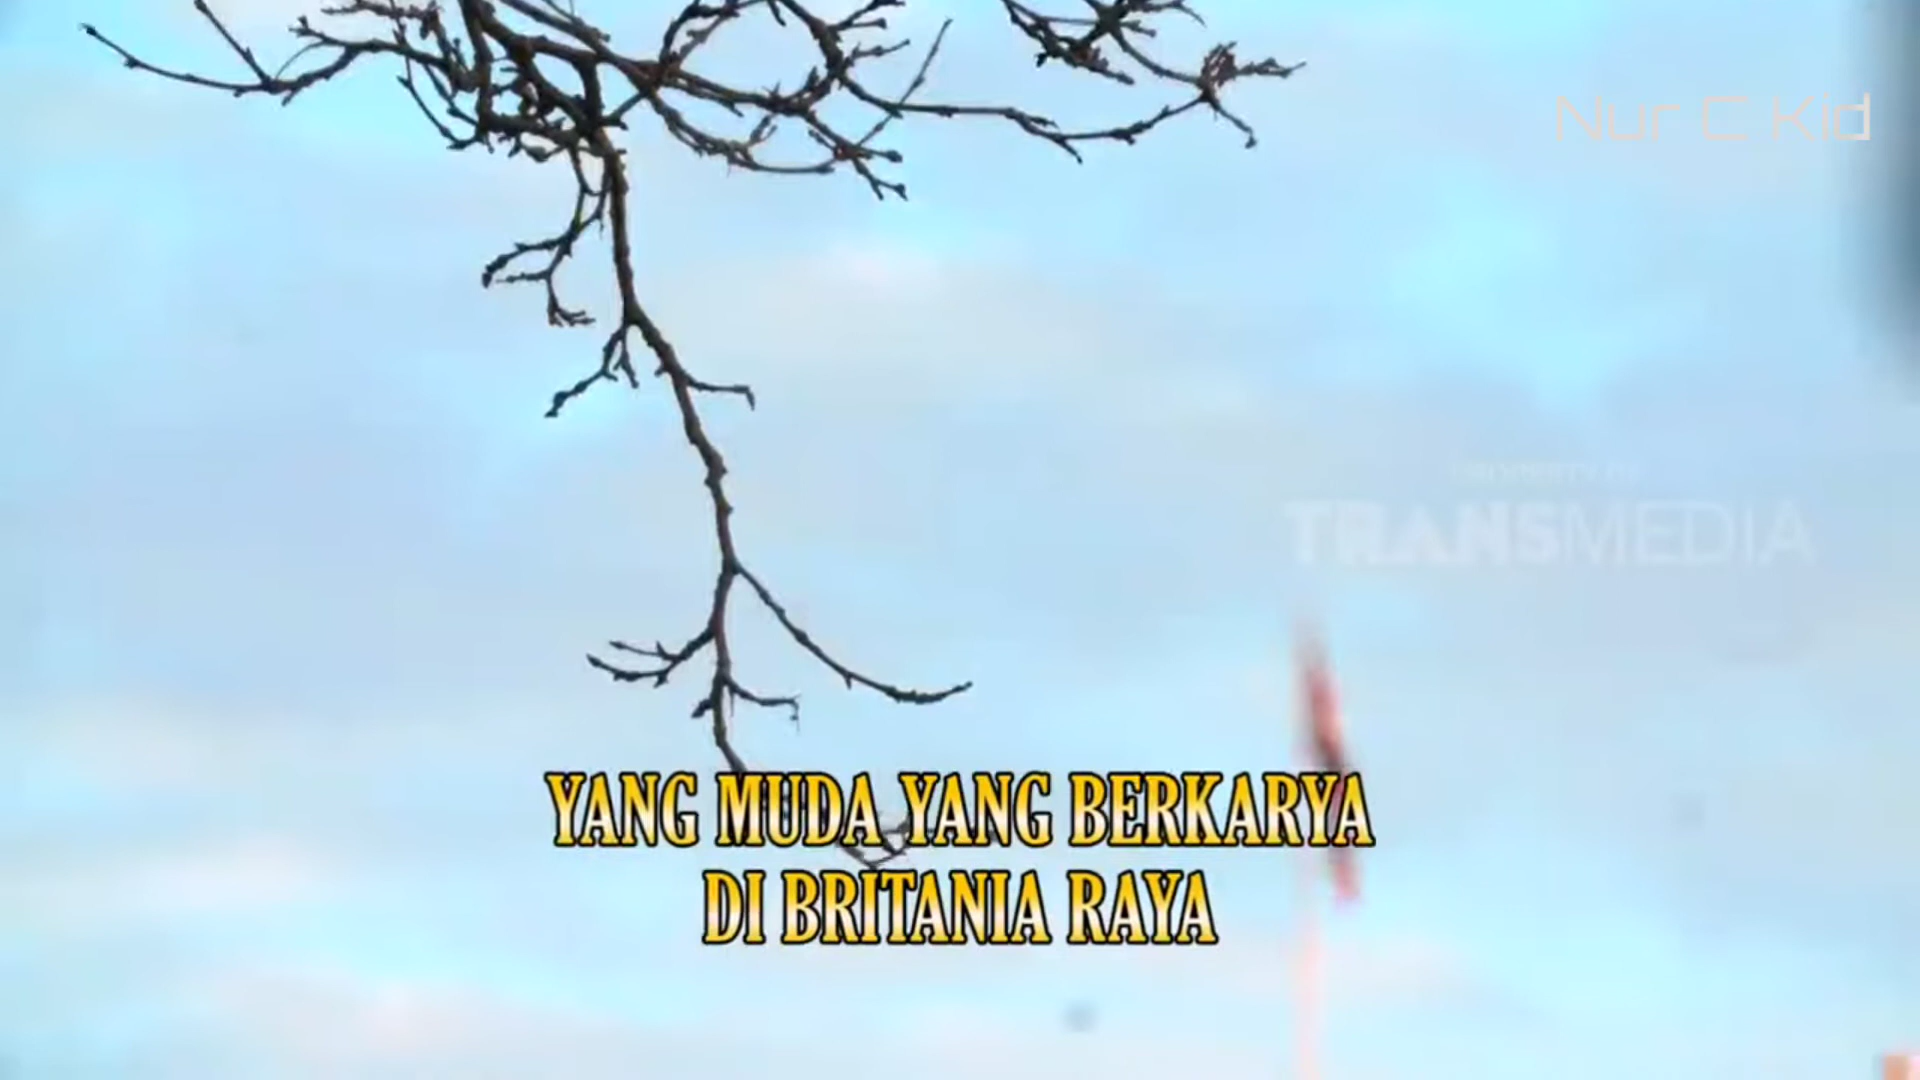 Nur C Kid
TRANSMEDIA
YANG MUDA YANG BERKARYA
DI BRITANIA RAYA